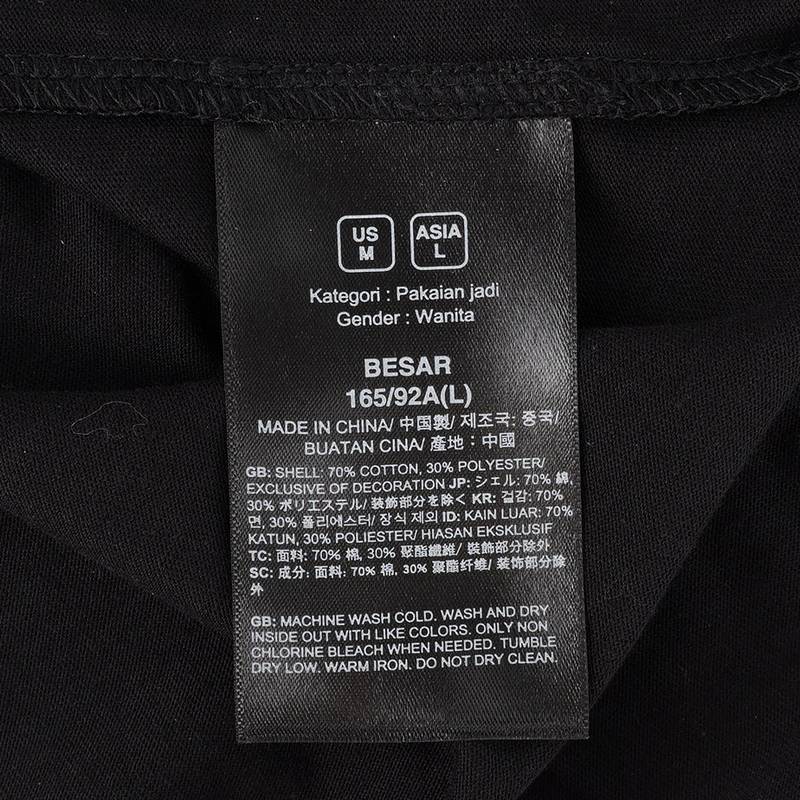 US ASIA
M L
Kategori : Pakaian jadi
Gender : Wanita
BESAR
165/92A(L)
MADE IN CHINA/ 中国製/ 제조국: 중국/
BUATAN CINA/ 產地：中國
GB: SHELL: 70% COTTON, 30% POLYESTER/
EXCLUSIVE OF DECORATION JP: シェル: 70% 綿,
30% ポリエステル/ 装飾部分を除く KR: 겉감: 70%
면, 30% 폴리에스터/ 장식 제외 ID: KAIN LUAR: 70%
KATUN, 30% POLIESTER/ HIASAN EKSKLUSIF
TC: 面料: 70% 棉, 30% 聚酯纖維/ 裝飾部分除外
SC: 成分: 面料: 70% 棉, 30% 聚酯纤维/ 装饰部分除
外
GB: MACHINE WASH COLD. WASH AND DRY
INSIDE OUT WITH LIKE COLORS. ONLY NON
CHLORINE BLEACH WHEN NEEDED. TUMBLE
DRY LOW. WARM IRON. DO NOT DRY CLEAN.